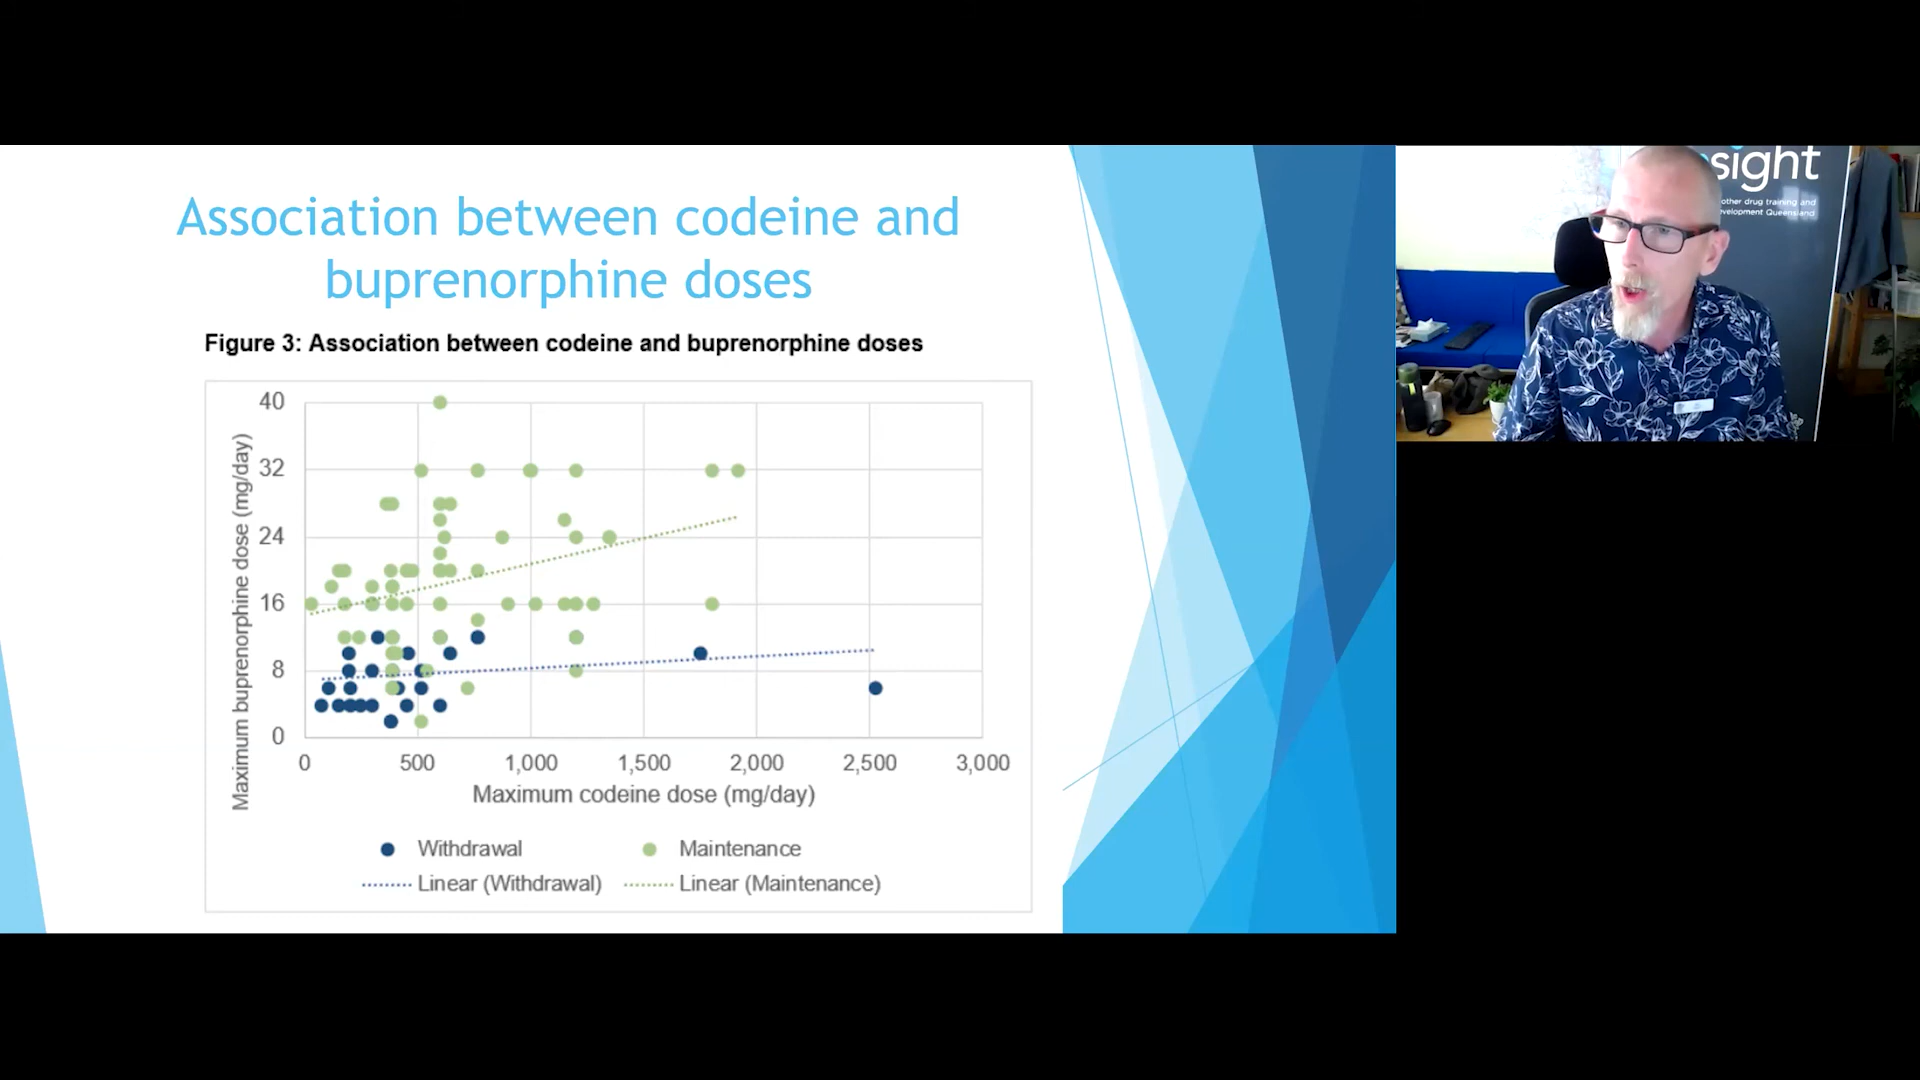 Association between codeine and
buprenorphine doses
Figure 3: Association between codeine and buprenorphine doses
Maximum buprenorphine dose (mg/day)
40
32
24
16
8
0
0 500 1,000 1,500 2,000 2,500 3,000
Maximum codeine dose (mg/day)
Withdrawal Maintenance
Linear (Withdrawal) Linear (Maintenance)
sight
other drug training and
evelopment Queensland